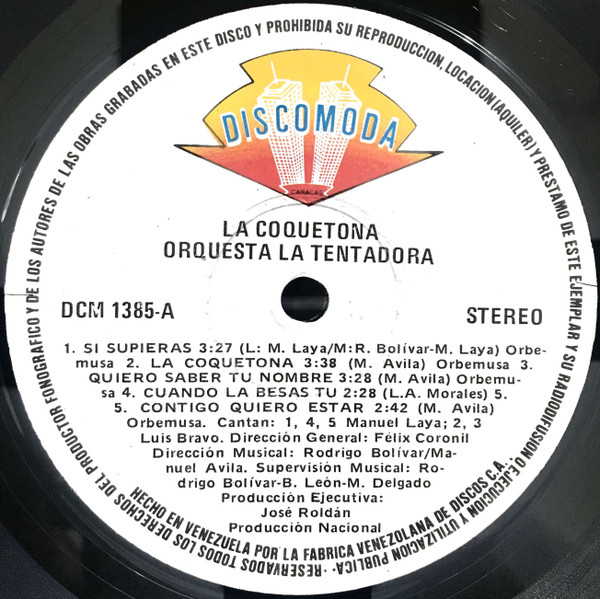 RESERVADOS TODOS LOS DERECHOS DEL PRODUCTOR FONOGRAFICO Y DE LOS AUTORES DE LAS OBRAS GRABADAS EN ESTE DISCO Y PROHIBIDA SU REPRODUCCION, LOCACION (AQUILER) Y PRESTAMO DE ESTE EJEMPLAR Y SU RADIODIFUSION O EJECUCION Y UTILIZACION PUBLICA·
DISCOMODA
CARACAS
LA COQUETONA
ORQUESTA LA TENTADORA
DCM 1385-A
STEREO
1. SI SUPIERAS 3:27 (L: M. Laya/M:R. Bolívar-M. Laya) Orbe-
musa 2. LA COQUETONA 3:38 (M. Avila) Orbemusa 3.
QUIERO SABER TU NOMBRE 3:28 (M. Avila) Orbemu-
sa 4. CUANDO LA BESAS TU 2:28 (L.A. Morales) 5.
5. CONTIGO QUIERO ESTAR 2:42 (M. Avila)
Orbemusa. Cantan: 1, 4, 5 Manuel Laya; 2, 3
Luis Bravo. Dirección General: Félix Coronil
Dirección Musical: Rodrigo Bolívar/Ma-
nuel Avila. Supervisión Musical: Ro-
drigo Bolívar-B. León-M. Delgado
Producción Ejecutiva:
José Roldán
Producción Nacional
HECHO EN VENEZUELA POR LA FABRICA VENEZOLANA DE DISCOS C.A.